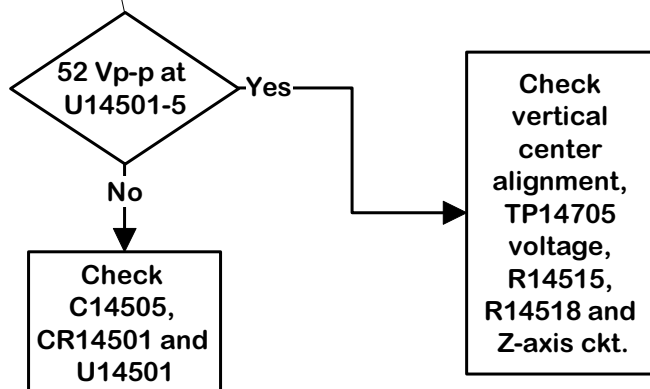 52 Vp-p at
U14501-5
Yes
No
Check
C14505,
CR14501 and
U14501
Check
vertical
center
alignment,
TP14705
voltage,
R14515,
R14518 and
Z-axis ckt.